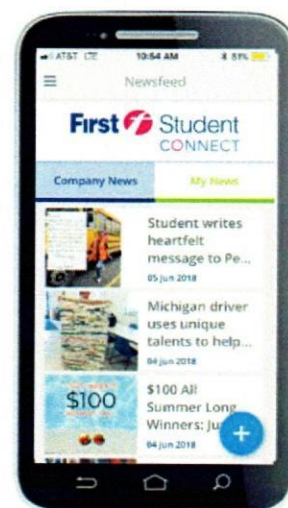 AT&T LTE 10:54 AM 81%
Newsfeed
First Student
CONNECT
Company News My News
Student writes
heartfelt
message to Pe...
05 Jun 2018
Michigan driver
uses unique
talents to help...
04 Jun 2018
$100
$100 All
Summer Long
Winners: Ju
04 Jun 2018